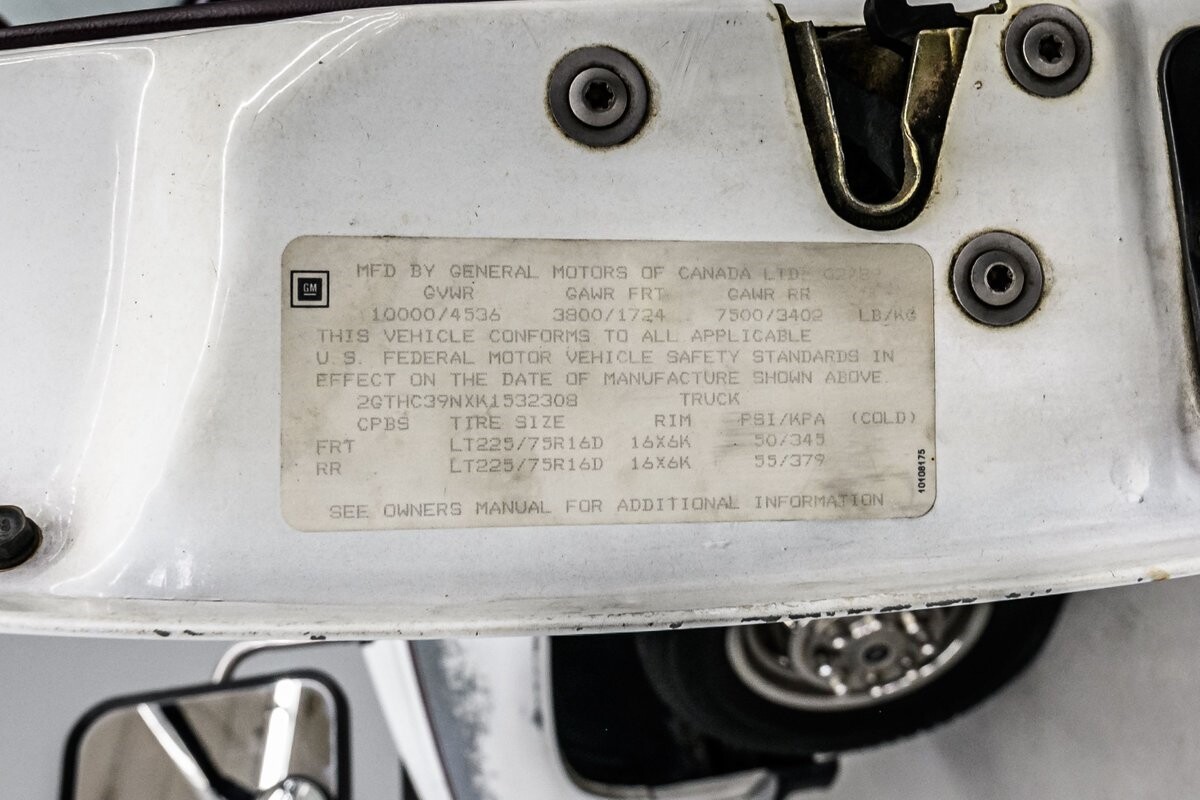 MFD BY GENERAL MOTORS OF CANADA LTD
GM
GVWR GAWR FRT GAWR RR
10000/4536 3800/1724 7500/3402 LB/KG
THIS VEHICLE CONFORMS TO ALL APPLICABLE
U.S. FEDERAL MOTOR VEHICLE SAFETY STANDARDS IN
EFFECT ON THE DATE OF MANUFACTURE SHOWN ABOVE.
2GTHC39NXK1532308 TRUCK
CPBS TIRE SIZE RIM PSI/KPA (COLD)
FRT LT225/75R16D 16X6K 50/345
RR LT225/75R16D 16X6K 55/379
10108175
SEE OWNERS MANUAL FOR ADDITIONAL INFORMATION